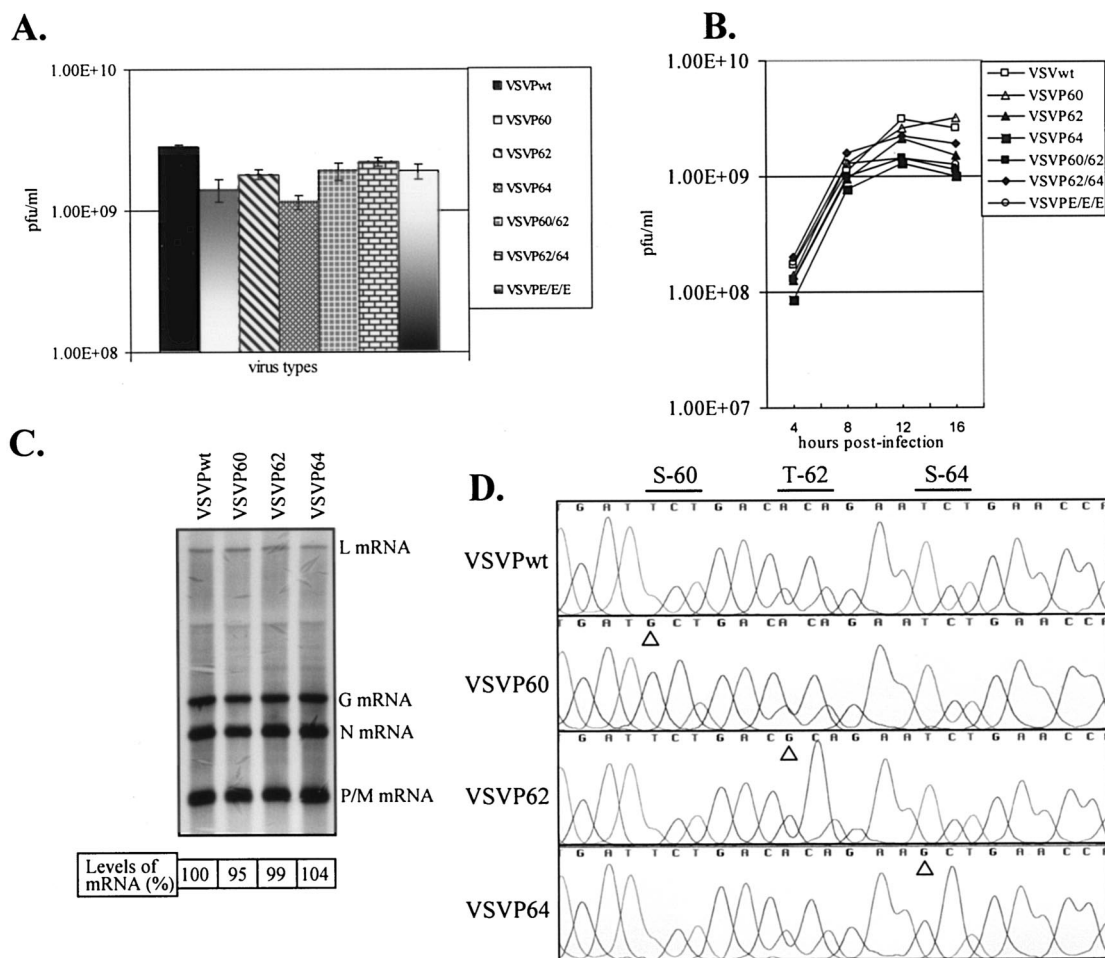 A.
1.00E+10
1.00E+09
1.00E+08
pfu/ml
virus types
VSVPwt
VSVP60
VSVP62
VSVP64
VSVP60/62
VSVP62/64
VSVPE/E/E
B.
1.00E+10
1.00E+09
1.00E+08
1.00E+07
pfu/ml
4 8 12 16
hours post-infection
VSVwt
VSVP60
VSVP62
VSVP64
VSVP60/62
VSVP62/64
VSVPE/E/E
C.
VSVPwt
VSVP60
VSVP62
VSVP64
L mRNA
G mRNA
N mRNA
P/M mRNA
Levels of mRNA (%) 100 95 99 104
D.
S-60 T-62 S-64
VSVPwt
T G A T T C T G A C A C A G A A T C T G A A C C A
VSVP60
T G A T G C T G A C A C A G A A T C T G A A C C A
VSVP62
T G A T T C T G A C G C A G A A T C T G A A C C A
VSVP64
T G A T T C T G A C A C A G A A G C T G A A C C A